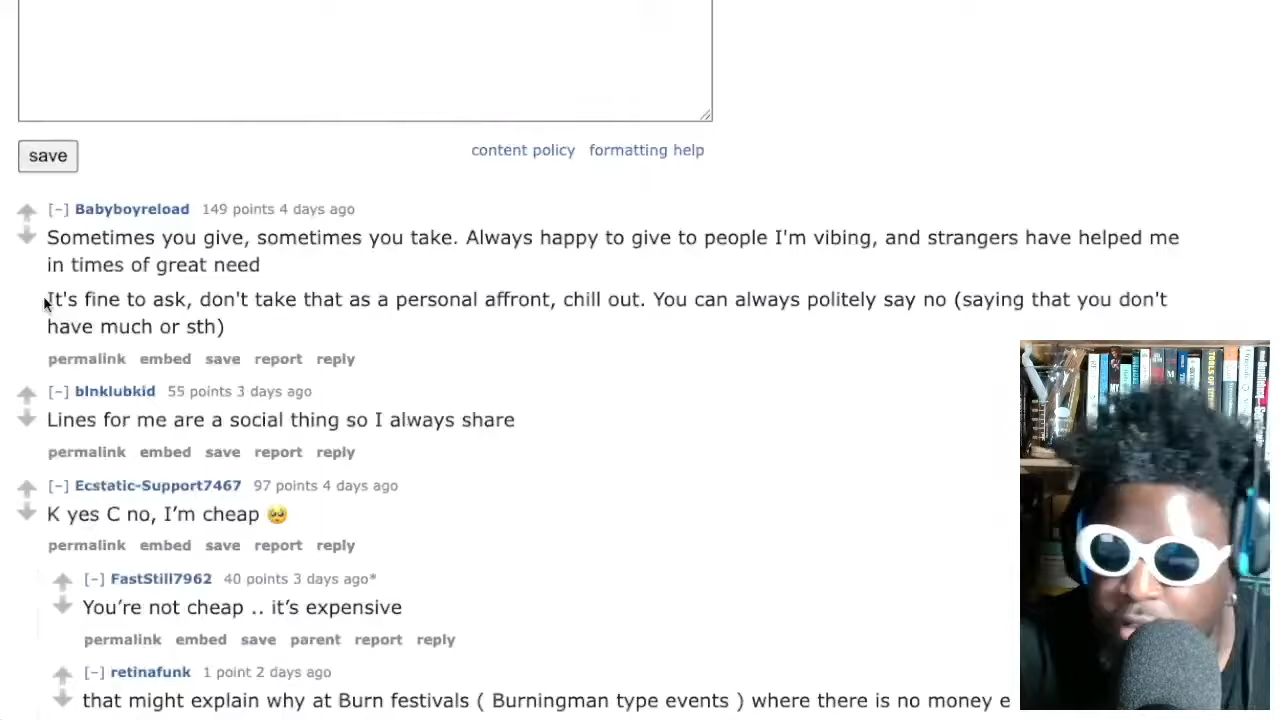 save
content policy formatting help
[−] Babyboyreload 149 points 4 days ago
Sometimes you give, sometimes you take. Always happy to give to people I'm vibing, and strangers have helped me
in times of great need
It's fine to ask, don't take that as a personal affront, chill out. You can always politely say no (saying that you don't
have much or sth)
permalink embed save report reply
[−] blnklubkid 55 points 3 days ago
Lines for me are a social thing so I always share
permalink embed save report reply
[−] Ecstatic-Support7467 97 points 4 days ago
K yes C no, I’m cheap 🥺
permalink embed save report reply
[−] FastStill7962 40 points 3 days ago*
You’re not cheap .. it’s expensive
permalink embed save parent report reply
[−] retinafunk 1 point 2 days ago
that might explain why at Burn festivals ( Burningman type events ) where there is no money e